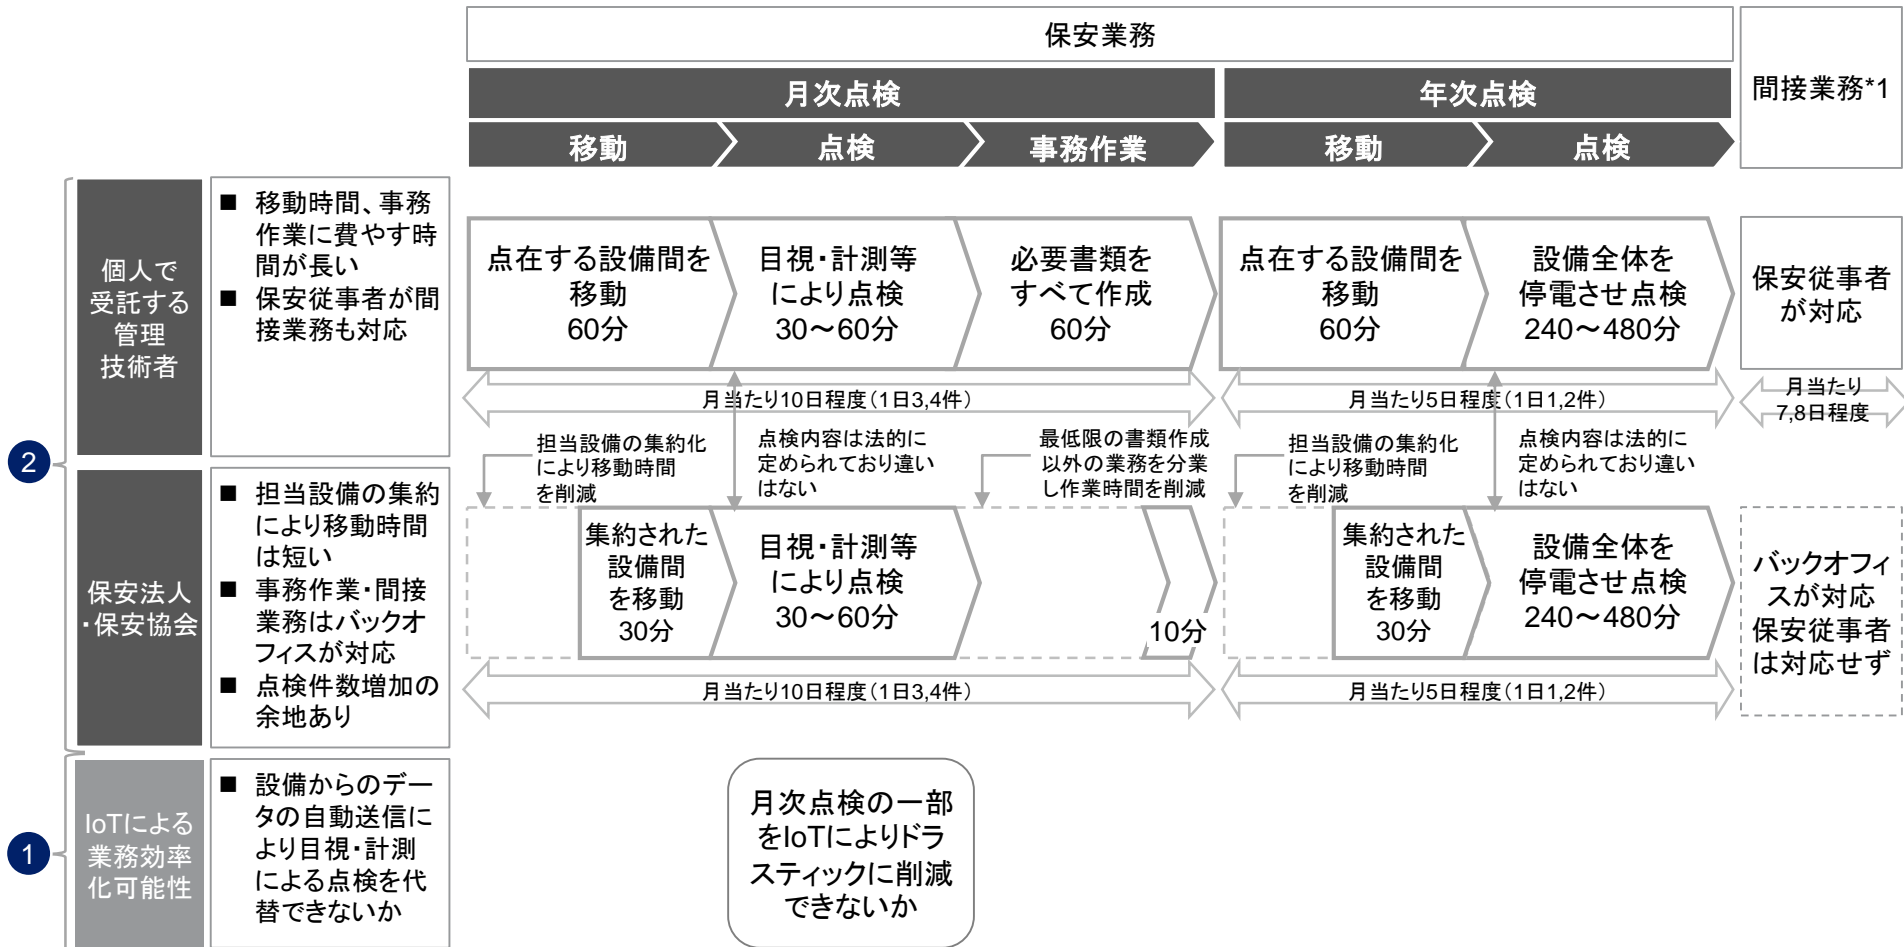 保安業務
間接業務*1
月次点検
年次点検
移動
点検
事務作業
移動
点検
個人で
受託する
管理
技術者
■ 移動時間、事務
作業に費やす時
間が長い
■ 保安従事者が間
接業務も対応
点在する設備間を
移動
60分
目視・計測等
により点検
30～60分
必要書類を
すべて作成
60分
点在する設備間を
移動
60分
設備全体を
停電させ点検
240～480分
保安従事者
が対応
月当たり10日程度(1日3,4件)
月当たり5日程度(1日1,2件)
月当たり
7,8日程度
2
担当設備の集約化
により移動時間
を削減
点検内容は法的に
定められており違い
はない
最低限の書類作成
以外の業務を分業
し作業時間を削減
担当設備の集約化
により移動時間
を削減
点検内容は法的に
定められており違い
はない
保安法人
・保安協会
■ 担当設備の集約
により移動時間
は短い
■ 事務作業・間接
業務はバックオ
フィスが対応
■ 点検件数増加の
余地あり
集約された
設備間
を移動
30分
目視・計測等
により点検
30～60分
10分
集約された
設備間
を移動
30分
設備全体を
停電させ点検
240～480分
バックオフィ
スが対応
保安従事者
は対応せず
月当たり10日程度(1日3,4件)
月当たり5日程度(1日1,2件)
1
IoTによる
業務効率
化可能性
■ 設備からのデー
タの自動送信に
より目視・計測
による点検を代
替できないか
月次点検の一部
をIoTによりドラ
スティックに削減
できないか